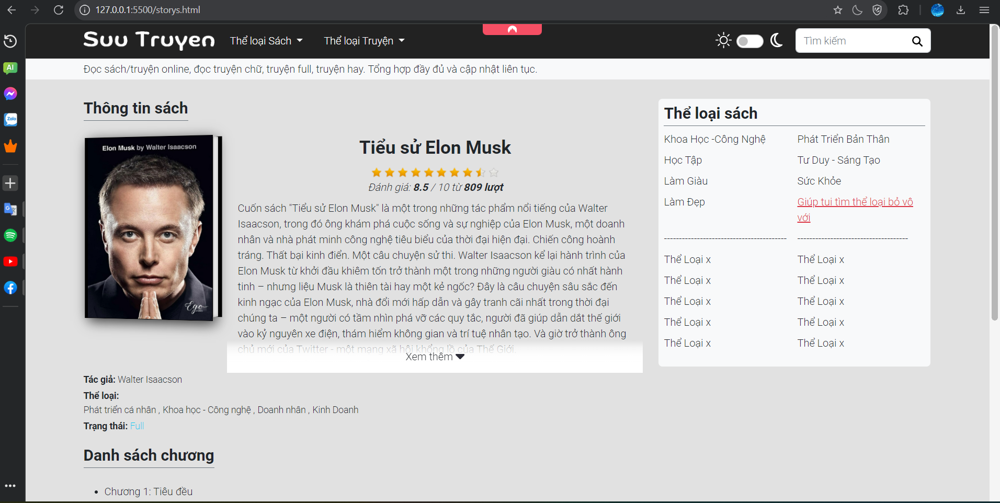 127.0.0.1:5500/storys.html
AI
Zalo
G
Suu Truyen
Thể loại Sách
Thể loại Truyện
Tìm kiếm
Đọc sách/truyện online, đọc truyện chữ, truyện full, truyện hay. Tổng hợp đầy đủ và cập nhật liên tục.
Thông tin sách
Elon Musk by Walter Isaacson
Ego
Tiểu sử Elon Musk
Đánh giá: 8.5 / 10 từ 809 lượt
Cuốn sách "Tiểu sử Elon Musk" là một trong những tác phẩm nổi tiếng của Walter
Isaacson, trong đó ông khám phá cuộc sống và sự nghiệp của Elon Musk, một doanh
nhân và nhà phát minh công nghệ tiêu biểu của thời đại hiện đại. Chiến công hoành
tráng. Thất bại kinh điển. Một câu chuyện sử thi. Walter Isaacson kể lại hành trình của
Elon Musk từ khởi đầu khiêm tốn trở thành một trong những người giàu có nhất hành
tinh – nhưng liệu Musk là thiên tài hay một kẻ ngốc? Đây là câu chuyện sâu sắc đến
kinh ngạc của Elon Musk, nhà đổi mới hấp dẫn và gây tranh cãi nhất trong thời đại
chúng ta – một người có tầm nhìn phá vỡ các quy tắc, người đã giúp dẫn dắt thế giới
vào kỷ nguyên xe điện, thám hiểm không gian và trí tuệ nhân tạo. Và giờ trở thành ông
chủ mới của Twitter - một mạng xã hội khổng lồ của Thế Giới.
Xem thêm
Tác giả: Walter Isaacson
Thể loại:
Phát triển cá nhân , Khoa học - Công nghệ , Doanh nhân , Kinh Doanh
Trạng thái: Full
Danh sách chương
• Chương 1: Tiêu đều
Thể loại sách
Khoa Học -Công Nghệ
Phát Triển Bản Thân
Học Tập
Tư Duy - Sáng Tạo
Làm Giàu
Sức Khỏe
Làm Đẹp
Giúp tui tìm thể loại bỏ vô
với
-----------------------------------------
-------------------------------------
Thể Loại x
Thể Loại x
Thể Loại x
Thể Loại x
Thể Loại x
Thể Loại x
Thể Loại x
Thể Loại x
Thể Loại x
Thể Loại x